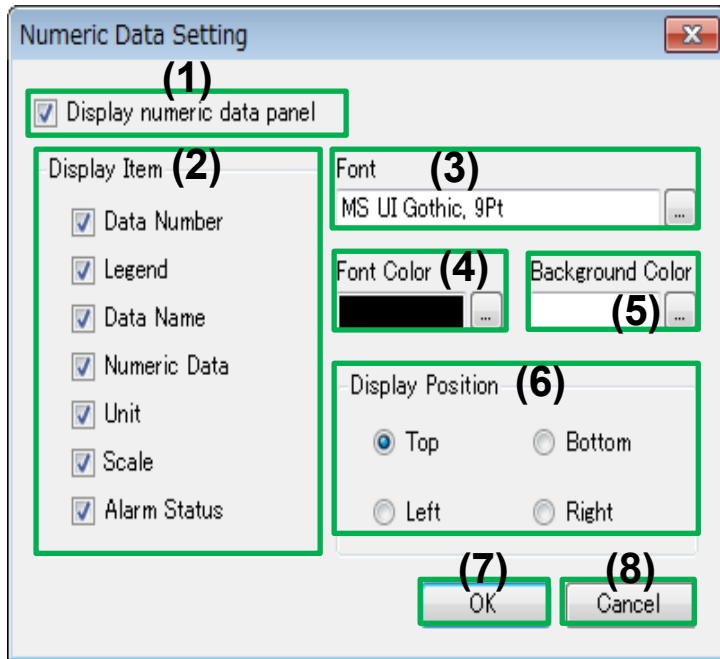 Numeric Data Setting
(1)
Display numeric data panel
Display Item (2)
Data Number
Legend
Data Name
Numeric Data
Unit
Scale
Alarm Status
Font (3)
MS UI Gothic, 9Pt ...
Font Color (4)
...
Background Color
(5) ...
Display Position (6)
Top Bottom
Left Right
(7) (8)
OK Cancel